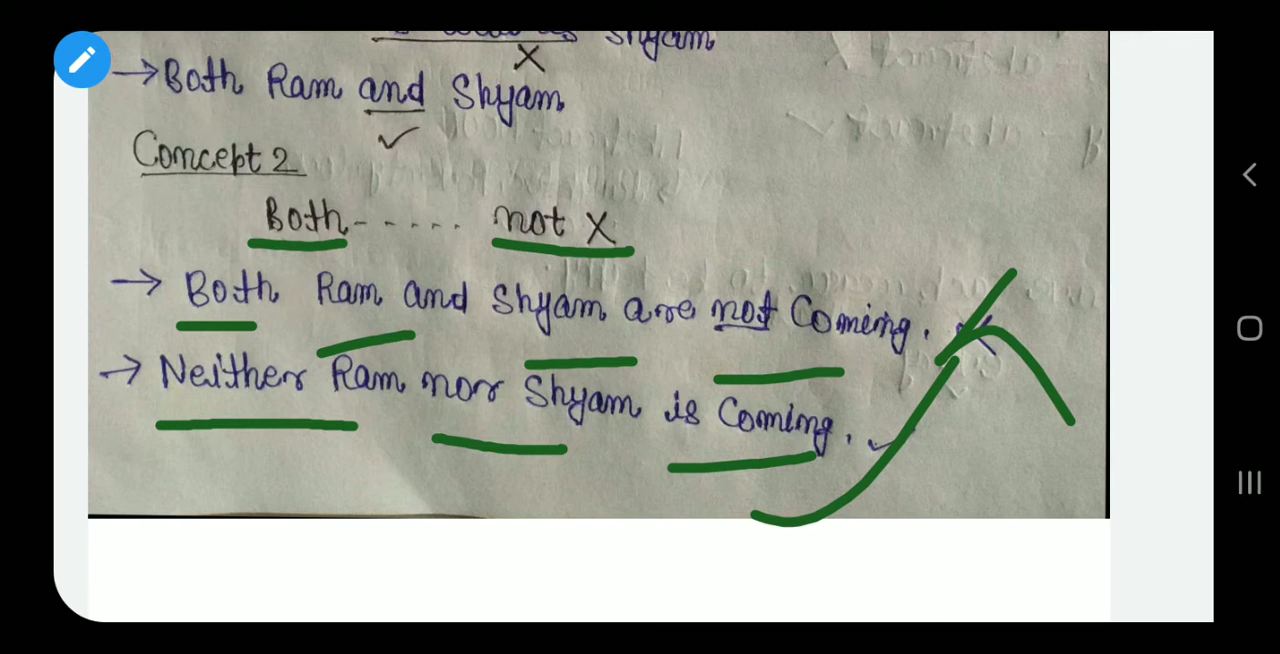 Shyam
X
→Both Ram and Shyam
✓
Concept 2
Both ------ not X
→ Both Ram and Shyam are not Coming. X
→ Neither Ram nor Shyam is Coming. ✓